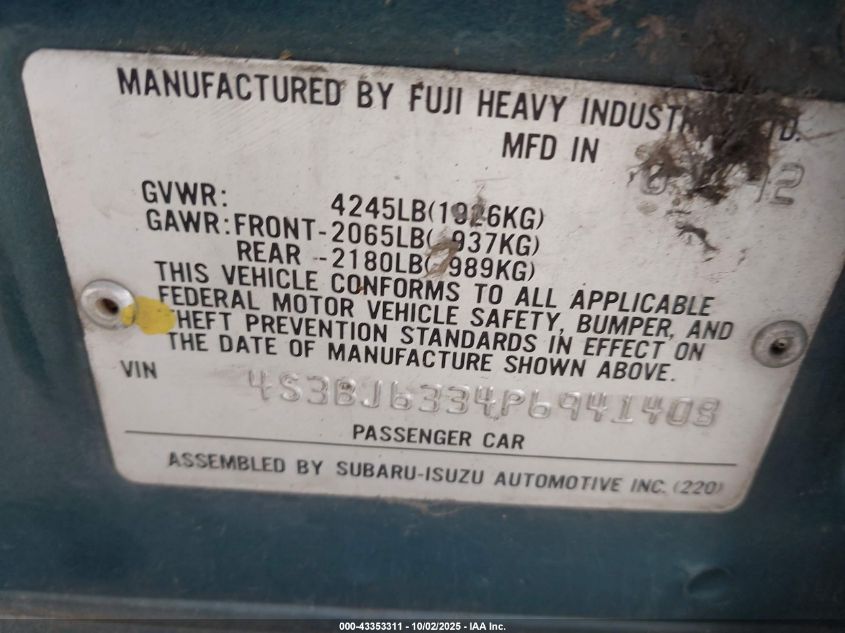 MANUFACTURED BY FUJI HEAVY INDUSTRIES LTD.
MFD IN 92
GVWR: 4245LB(1926KG)
GAWR:FRONT-2065LB( 937KG)
REAR -2180LB( 989KG)
THIS VEHICLE CONFORMS TO ALL APPLICABLE
FEDERAL MOTOR VEHICLE SAFETY, BUMPER, AND
THEFT PREVENTION STANDARDS IN EFFECT ON
THE DATE OF MANUFACTURE SHOWN ABOVE.
VIN 4S3BJ6334P6941408
PASSENGER CAR
ASSEMBLED BY SUBARU-ISUZU AUTOMOTIVE INC. (220)
000-43353311 - 10/02/2025 - IAA Inc.